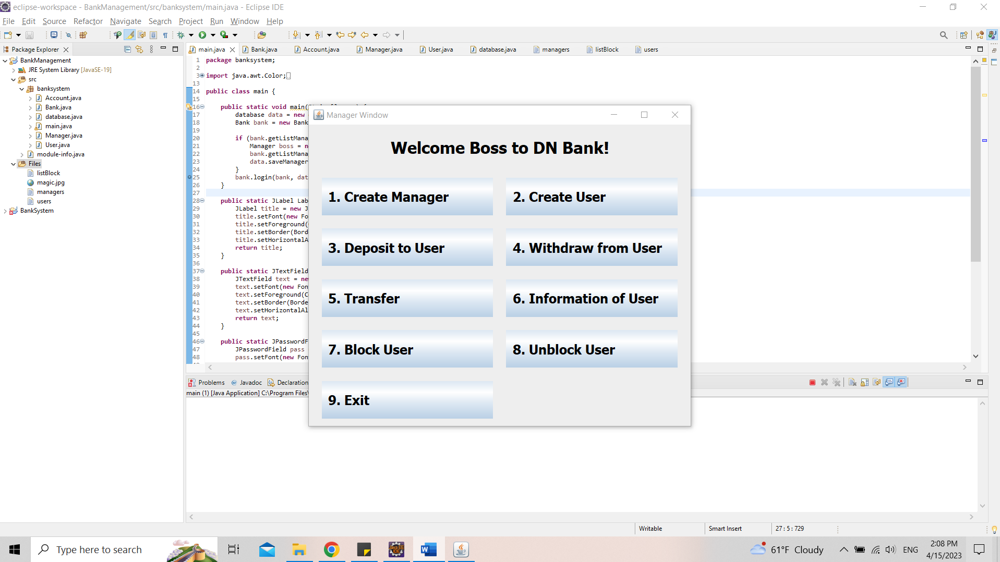 eclipse-workspace - BankManagement/src/banksystem/main.java - Eclipse IDE
File Edit Source Refactor Navigate Search Project Run Window Help
Package Explorer
main.java Bank.java Account.java Manager.java User.java database.java managers listBlock users
BankManagement
JRE System Library [JavaSE-19]
src
banksystem
Account.java
Bank.java
database.java
main.java
Manager.java
User.java
module-info.java
Files
listBlock
magic.jpg
managers
users
BankSystem
1 package banksystem;
2
3 import java.awt.Color;
13
14 public class main {
15
16 public static void main(
17 database data = new
18 Bank bank = new Bank
19
20 if (bank.getListMana
21 Manager boss = n
22 bank.getListMana
23 data.saveManager
24 }
25 bank.login(bank, dat
26 }
27
28 public static JLabel Lab
29 JLabel title = new J
30 title.setFont(new Fo
31 title.setForeground(
32 title.setBorder(Bord
33 title.setHorizontalA
34 return title;
35 }
36
37 public static JTextField
38 JTextField text = new
39 text.setFont(new Fon
40 text.setForeground(C
41 text.setBorder(Borde
42 text.setHorizontalAl
43 return text;
44 }
45
46 public static JPasswordF
47 JPasswordField pass
48 pass.setFont(new Fon
Manager Window
Welcome Boss to DN Bank!
1. Create Manager
2. Create User
3. Deposit to User
4. Withdraw from User
5. Transfer
6. Information of User
7. Block User
8. Unblock User
9. Exit
Problems @ Javadoc Declaration
main (1) [Java Application] C:\Program Files\
Writable Smart Insert 27 : 5 : 729
Type here to search
61°F Cloudy
ENG
2:08 PM
4/15/2023